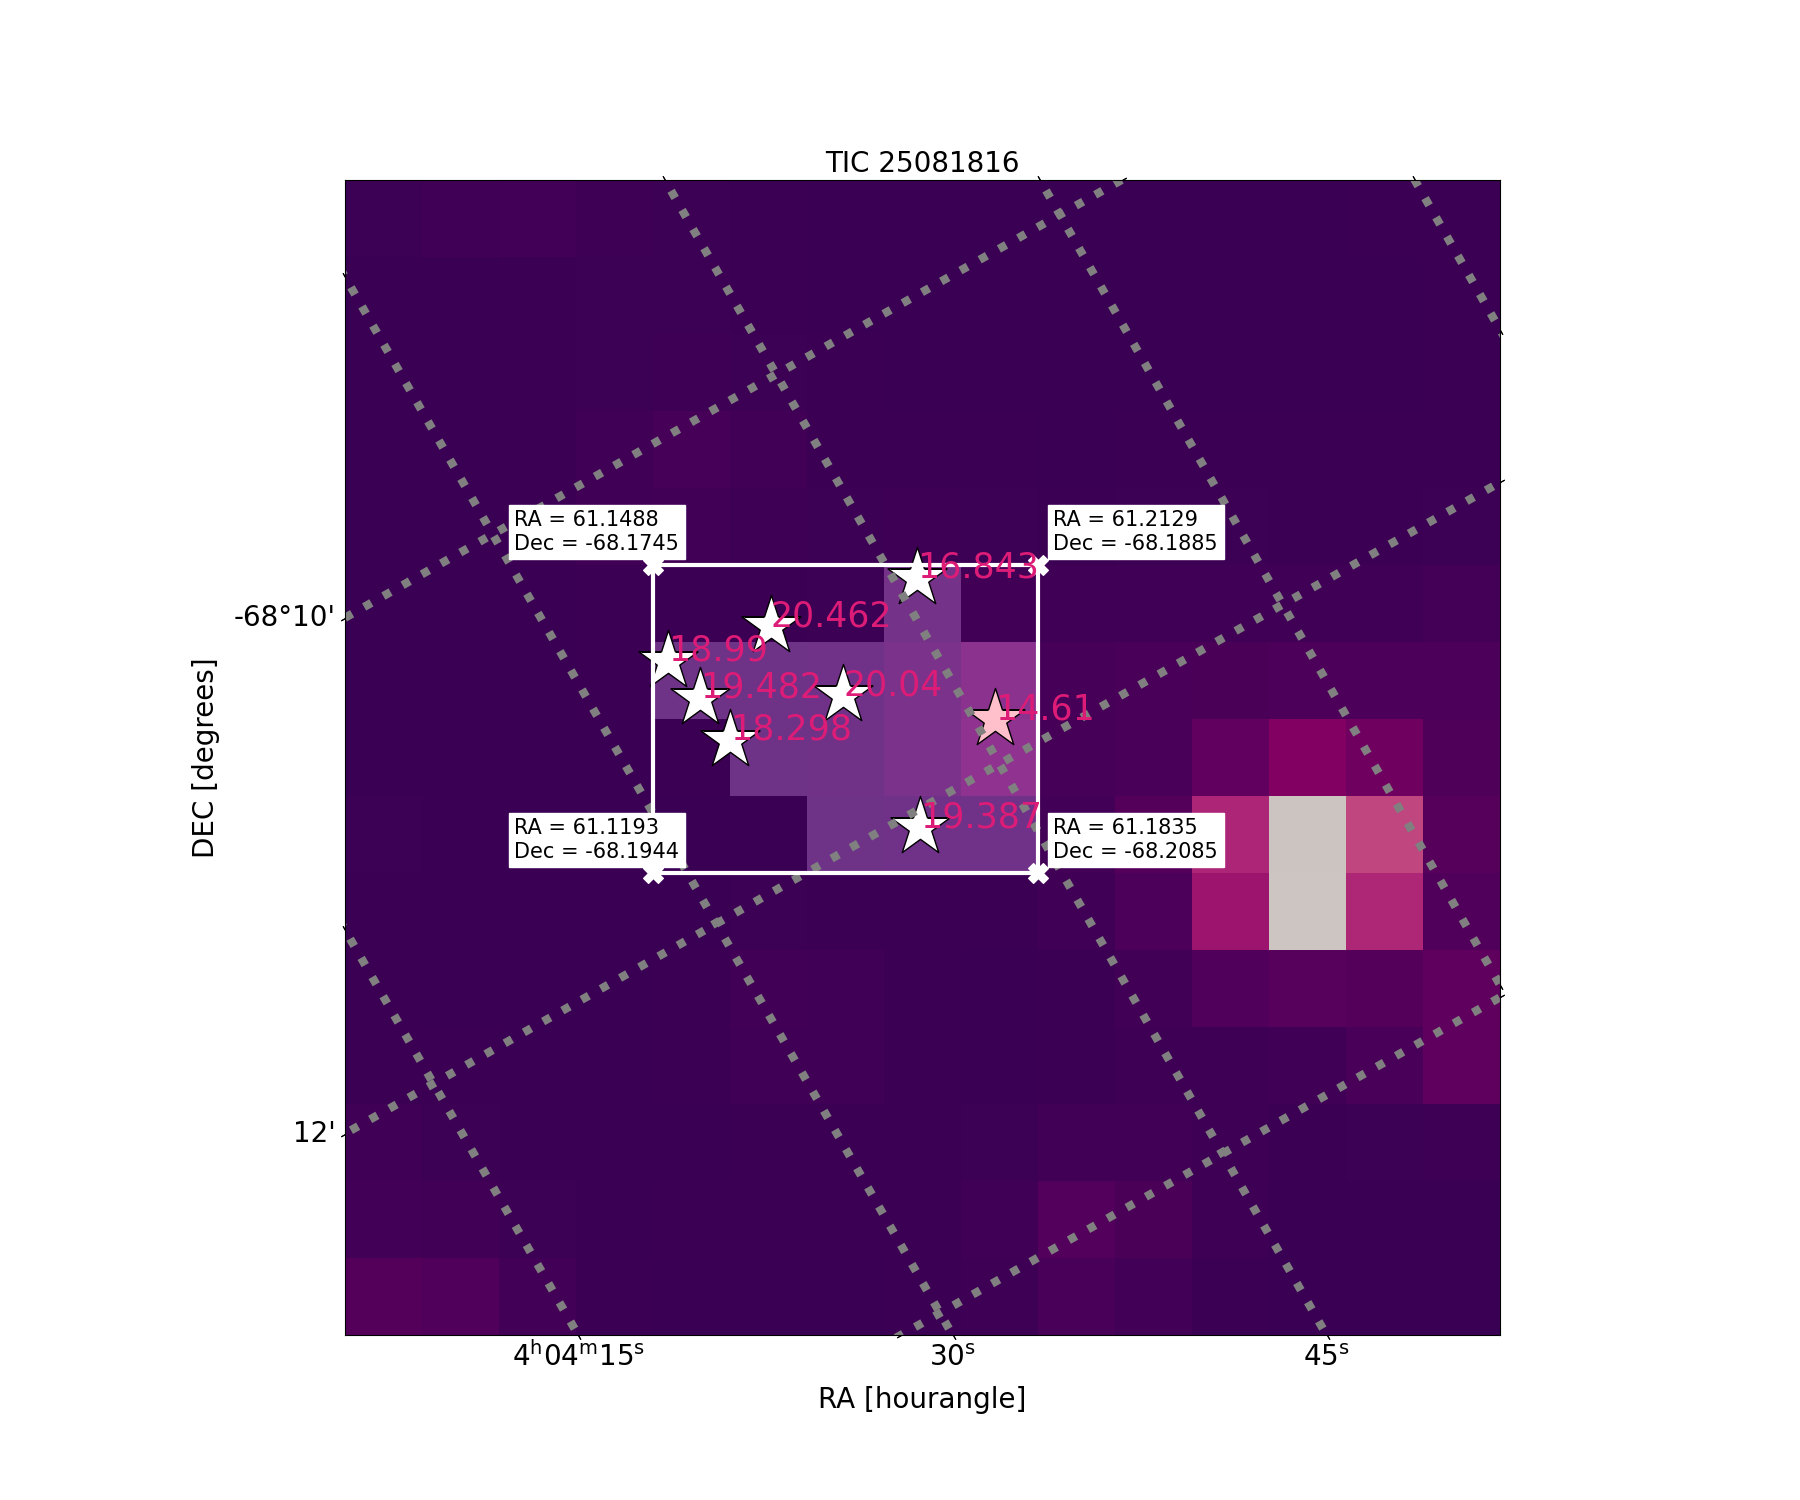 TIC 25081816
RA = 61.1488
Dec = -68.1745
RA = 61.2129
Dec = -68.1885
16.843
20.462
18.99
19.482
20.04
14.61
18.298
19.387
RA = 61.1193
Dec = -68.1944
RA = 61.1835
Dec = -68.2085
-68°10'
12'
DEC [degrees]
4ʰ04ᵐ15ˢ
30ˢ
45ˢ
RA [hourangle]